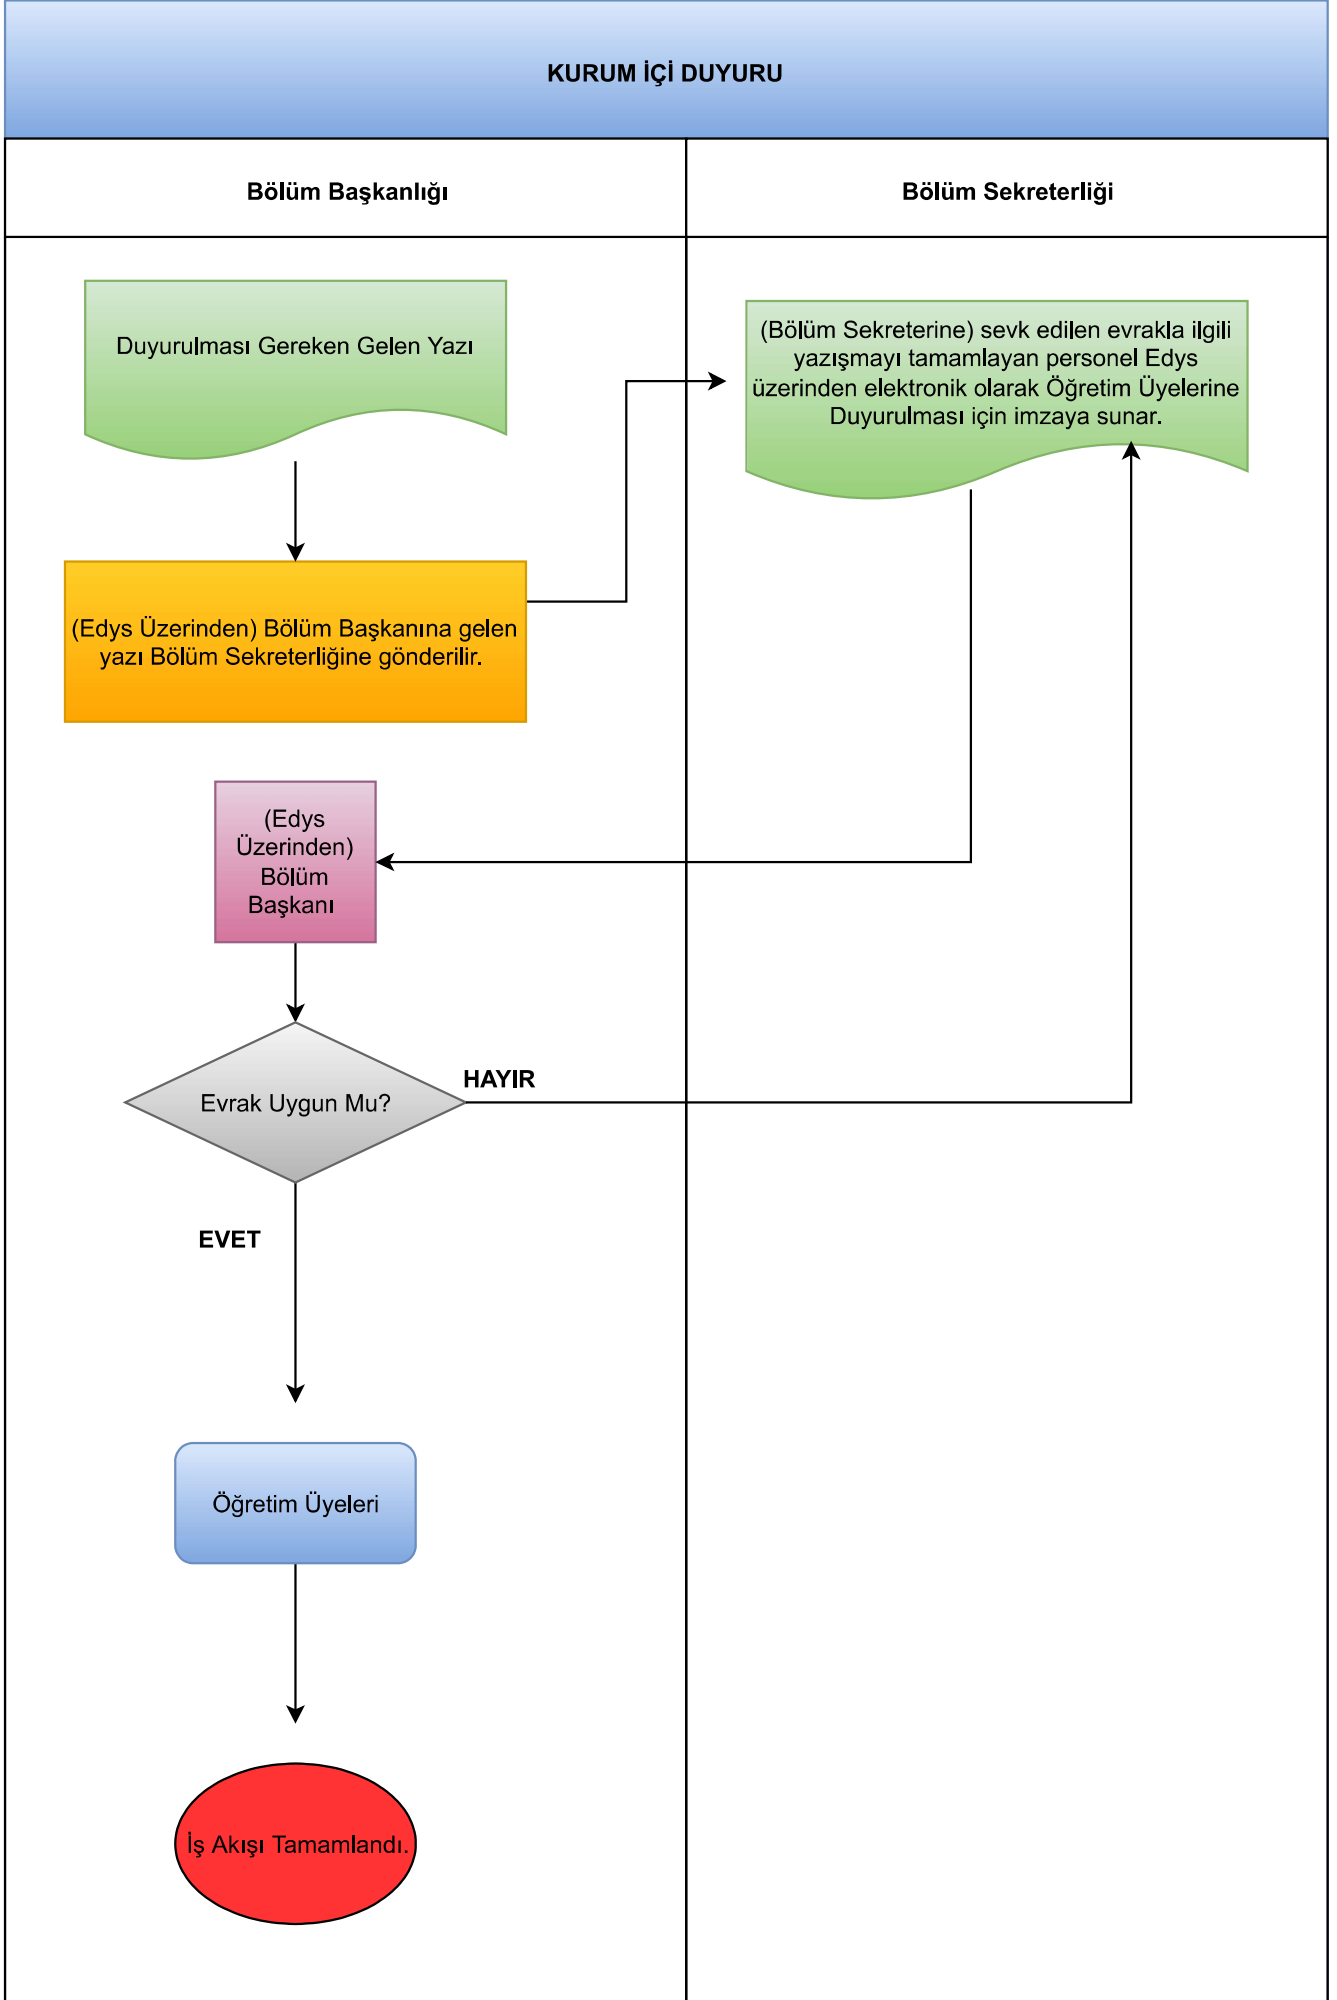 KURUM İÇİ DUYURU
Bölüm Başkanlığı
Bölüm Sekreterliği
Duyurulması Gereken Gelen Yazı
(Bölüm Sekreterine) sevk edilen evrakla ilgili
yazışmayı tamamlayan personel Edys
üzerinden elektronik olarak Öğretim Üyelerine
Duyurulması için imzaya sunar.
(Edys Üzerinden) Bölüm Başkanına gelen
yazı Bölüm Sekreterliğine gönderilir.
(Edys
Üzerinden)
Bölüm
Başkanı
Evrak Uygun Mu?
HAYIR
EVET
Öğretim Üyeleri
İş Akışı Tamamlandı.